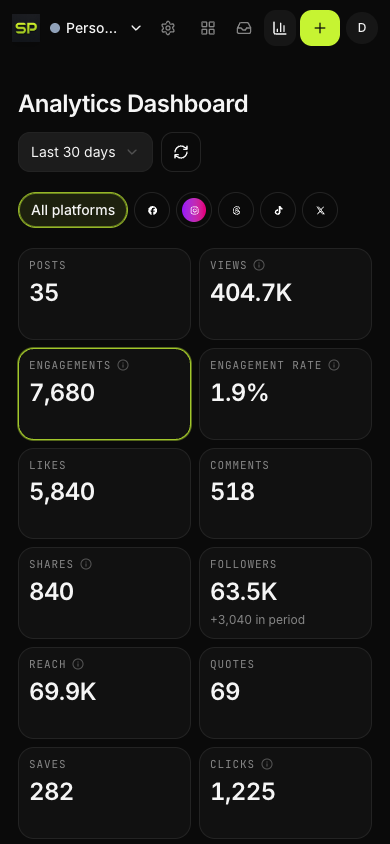 SP
Perso...
D
Analytics Dashboard
Last 30 days
All platforms
POSTS
35
VIEWS
404.7K
ENGAGEMENTS
7,680
ENGAGEMENT RATE
1.9%
LIKES
5,840
COMMENTS
518
SHARES
840
FOLLOWERS
63.5K
+3,040 in period
REACH
69.9K
QUOTES
69
SAVES
282
CLICKS
1,225